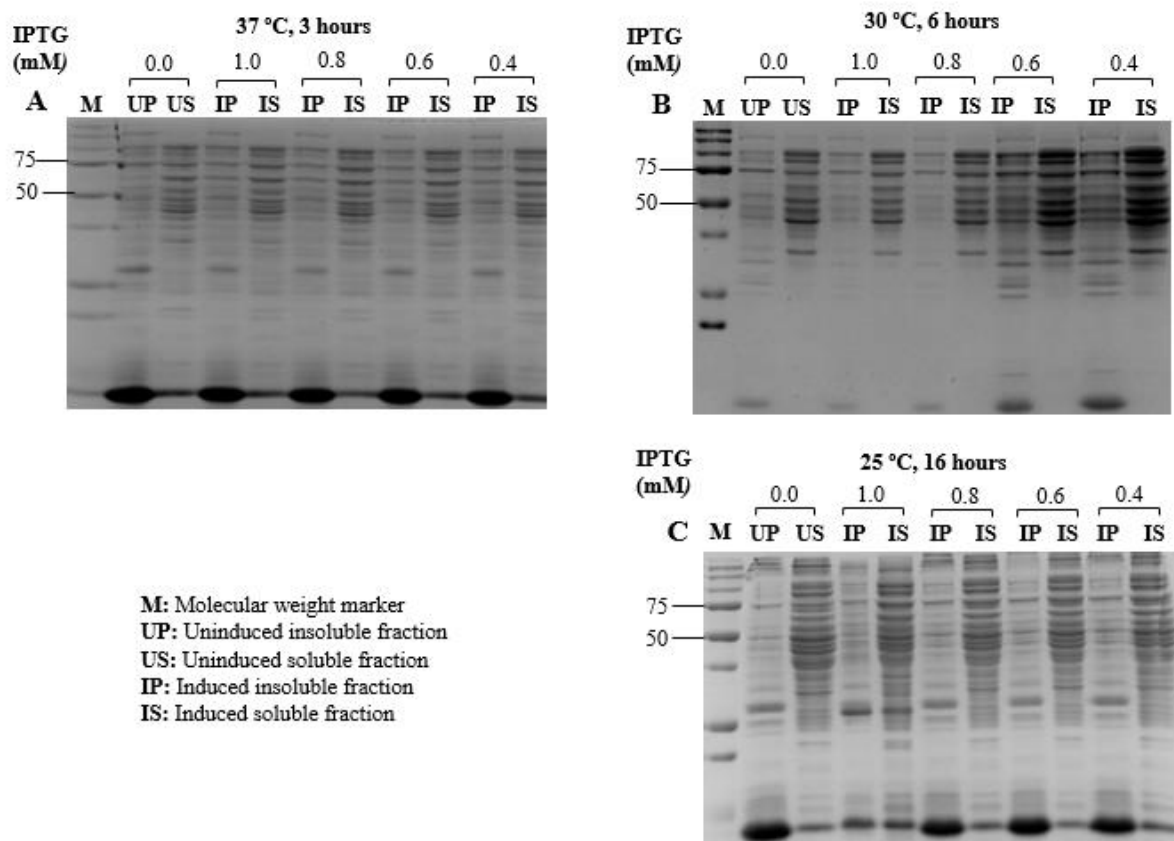 37 °C, 3 hours
IPTG
(mM)
0.0 1.0 0.8 0.6 0.4
A M UP US IP IS IP IS IP IS IP IS
75
50
30 °C, 6 hours
IPTG
(mM)
0.0 1.0 0.8 0.6 0.4
B M UP US IP IS IP IS IP IS IP IS
75
50
25 °C, 16 hours
IPTG
(mM)
0.0 1.0 0.8 0.6 0.4
C M UP US IP IS IP IS IP IS IP IS
75
50
M: Molecular weight marker
UP: Uninduced insoluble fraction
US: Uninduced soluble fraction
IP: Induced insoluble fraction
IS: Induced soluble fraction